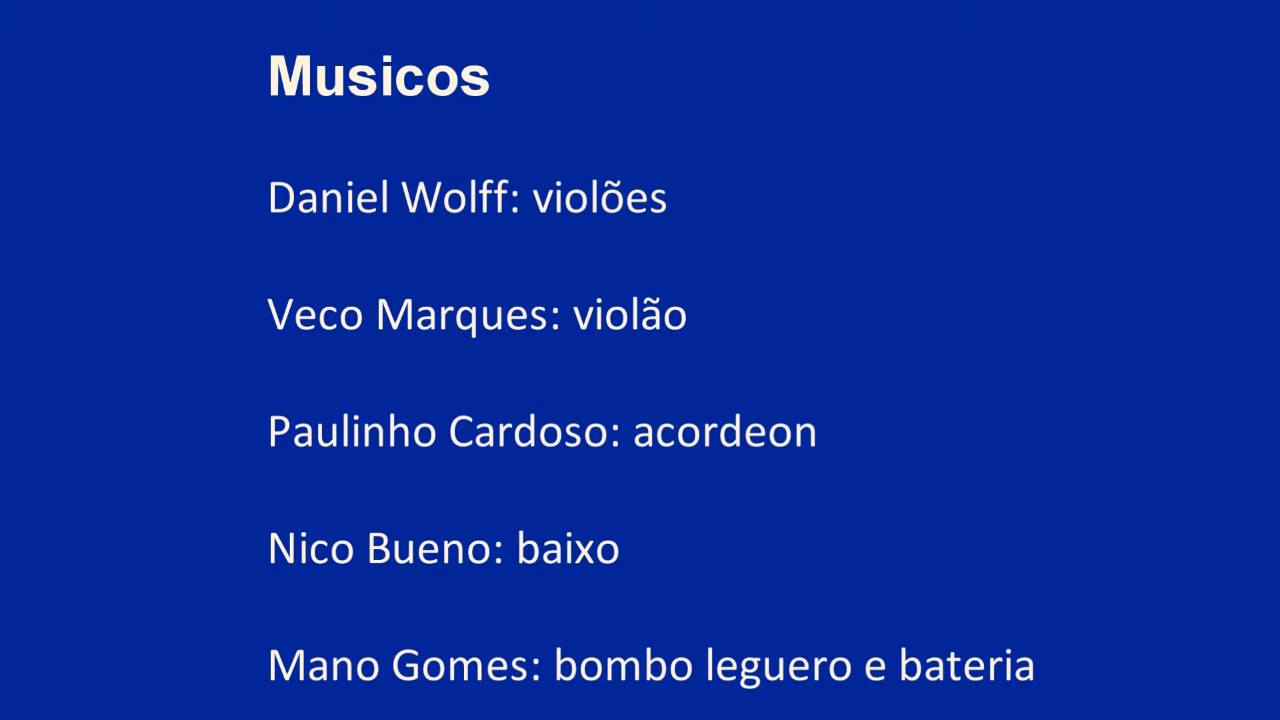 Musicos
Daniel Wolff: violões
Veco Marques: violão
Paulinho Cardoso: acordeon
Nico Bueno: baixo
Mano Gomes: bombo leguero e bateria